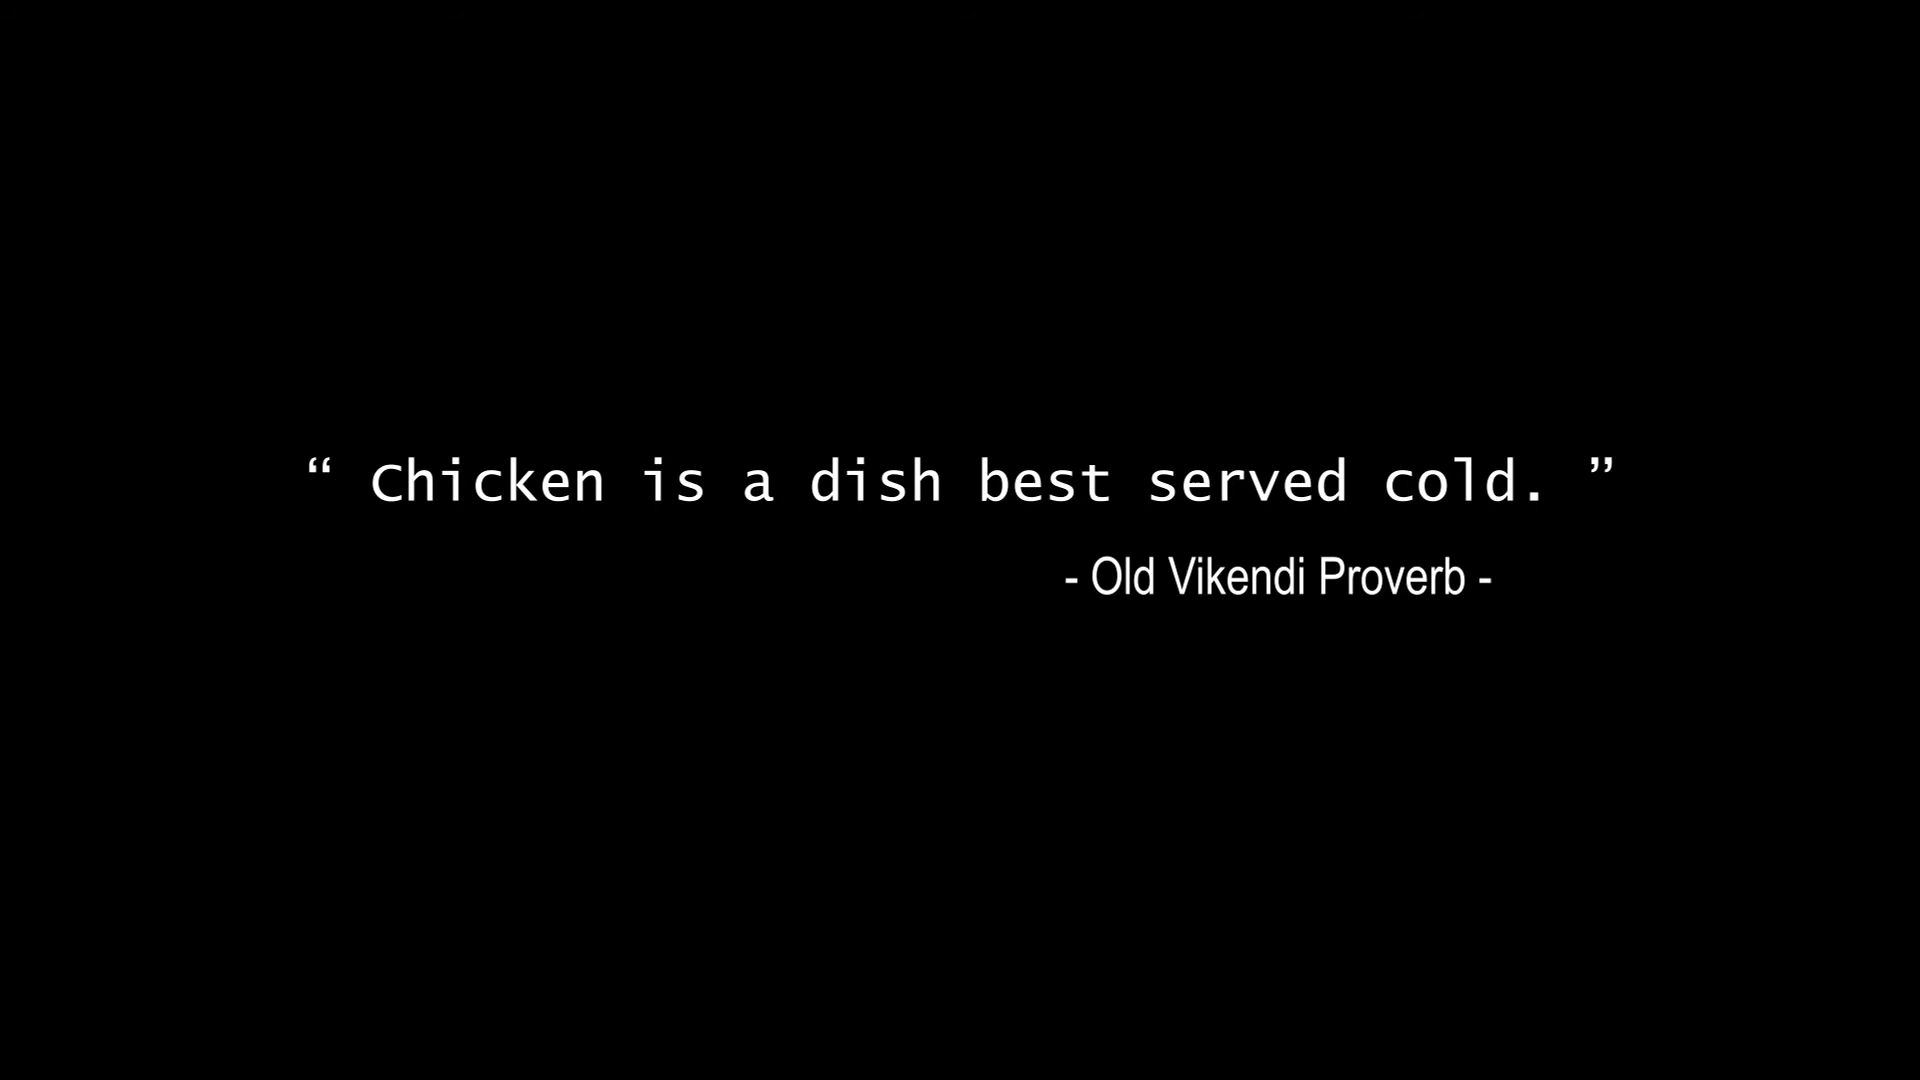 “ Chicken is a dish best served cold. ”
- Old Vikendi Proverb -